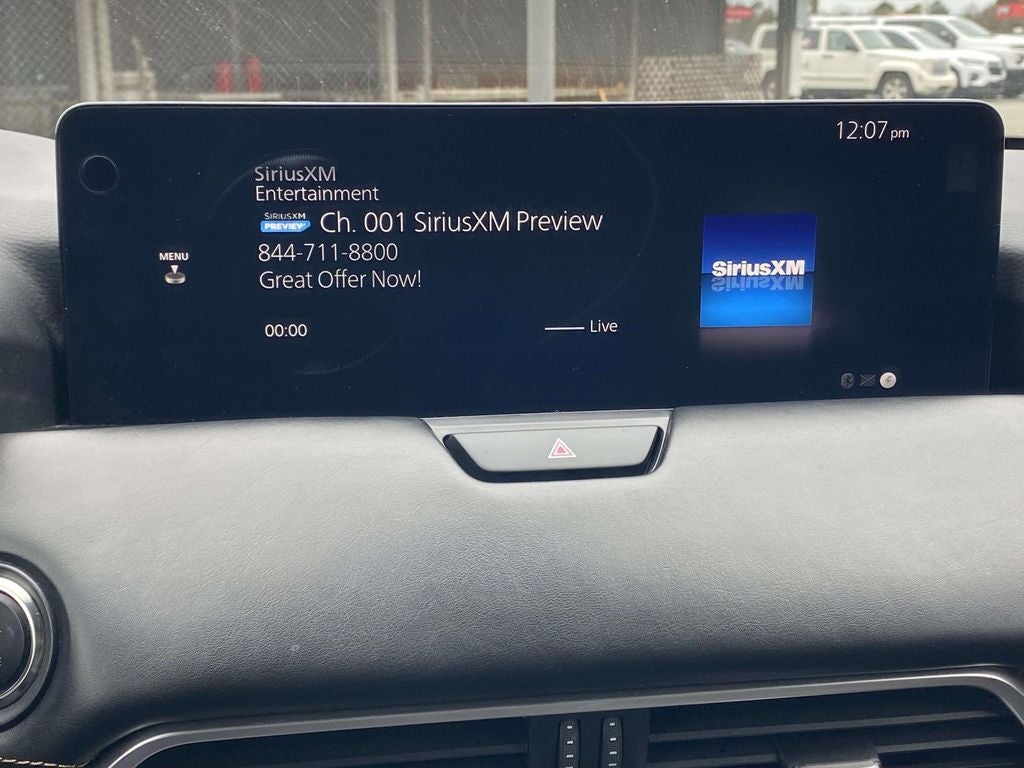 12:07 pm
SiriusXM
Entertainment
SIRIUSXM
PREVIEW
Ch. 001 SiriusXM Preview
844-711-8800
Great Offer Now!
MENU
00:00
Live
SiriusXM